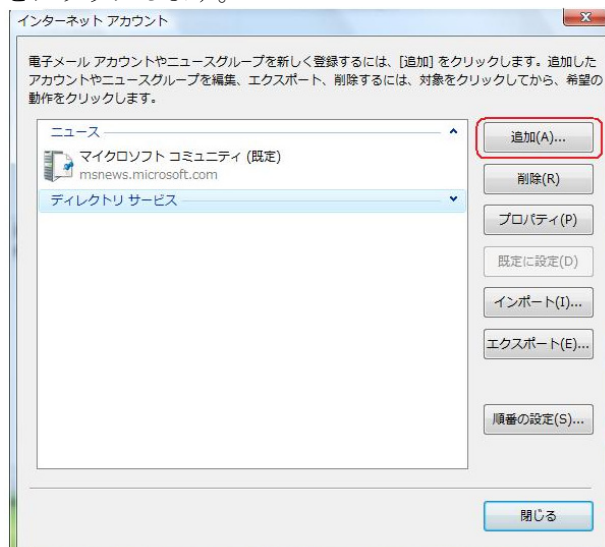 インターネット アカウント
電子メール アカウントやニュースグループを新しく登録するには、[追加] をクリックします。追加した
アカウントやニュースグループを編集、エクスポート、削除するには、対象をクリックしてから、希望の
動作をクリックします。
ニュース
マイクロソフト コミュニティ (既定)
msnews.microsoft.com
ディレクトリ サービス
追加(A)...
削除(R)
プロパティ(P)
既定に設定(D)
インポート(I)...
エクスポート(E)...
順番の設定(S)...
閉じる